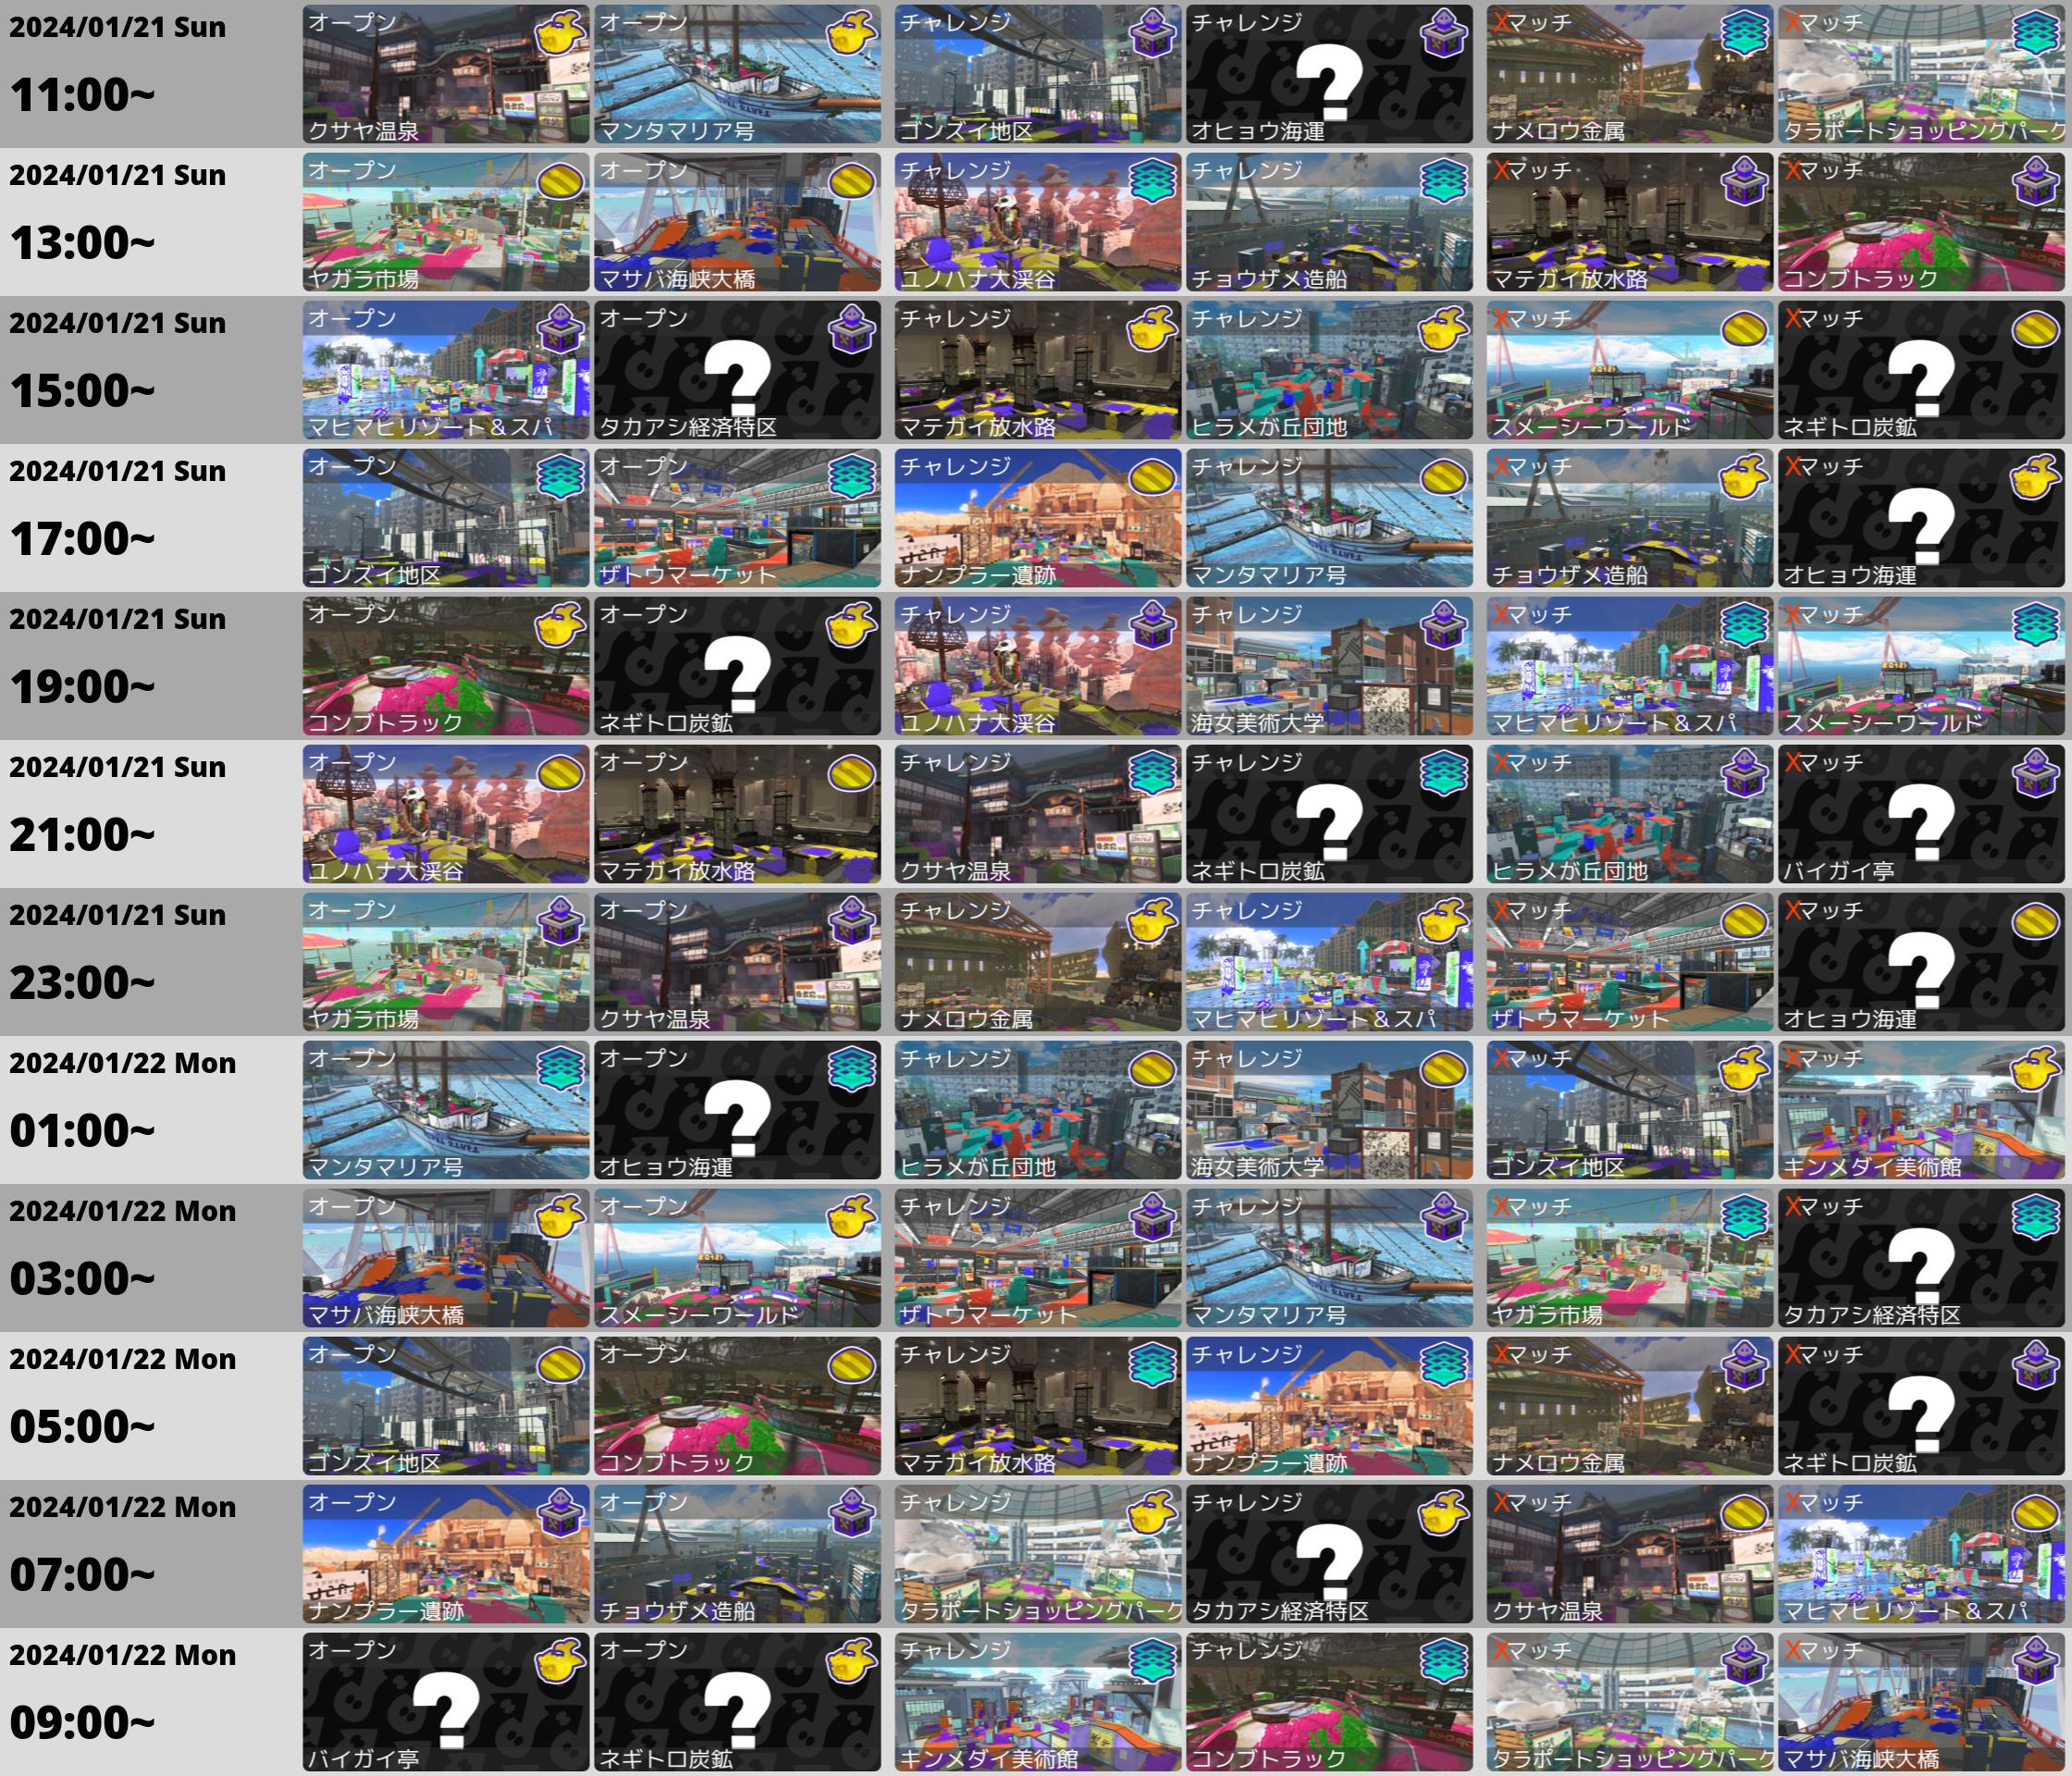 2024/01/21 Sun
11:00~
オープン
クサヤ温泉
オープン
マンタマリア号
チャレンジ
ゴンズイ地区
チャレンジ
オヒョウ海運
Xマッチ
ナメロウ金属
Xマッチ
タラポートショッピングパーク
2024/01/21 Sun
13:00~
オープン
ヤガラ市場
オープン
マサバ海峡大橋
チャレンジ
ユノハナ大渓谷
チャレンジ
チョウザメ造船
Xマッチ
マテガイ放水路
Xマッチ
コンブトラック
2024/01/21 Sun
15:00~
オープン
マヒマヒリゾート&スパ
オープン
タカアシ経済特区
チャレンジ
マテガイ放水路
チャレンジ
ヒラメが丘団地
Xマッチ
スメーシーワールド
Xマッチ
ネギトロ炭鉱
2024/01/21 Sun
17:00~
オープン
ゴンズイ地区
オープン
ザトウマーケット
チャレンジ
ナンプラー遺跡
チャレンジ
マンタマリア号
Xマッチ
チョウザメ造船
Xマッチ
オヒョウ海運
2024/01/21 Sun
19:00~
オープン
コンブトラック
オープン
ネギトロ炭鉱
チャレンジ
ユノハナ大渓谷
チャレンジ
海女美術大学
Xマッチ
マヒマヒリゾート&スパ
Xマッチ
スメーシーワールド
2024/01/21 Sun
21:00~
オープン
ユノハナ大渓谷
オープン
マテガイ放水路
チャレンジ
クサヤ温泉
チャレンジ
ネギトロ炭鉱
Xマッチ
ヒラメが丘団地
Xマッチ
バイガイ亭
2024/01/21 Sun
23:00~
オープン
ヤガラ市場
オープン
クサヤ温泉
チャレンジ
ナメロウ金属
チャレンジ
マヒマヒリゾート&スパ
Xマッチ
ザトウマーケット
Xマッチ
オヒョウ海運
2024/01/22 Mon
01:00~
オープン
マンタマリア号
オープン
オヒョウ海運
チャレンジ
ヒラメが丘団地
チャレンジ
海女美術大学
Xマッチ
ゴンズイ地区
Xマッチ
キンメダイ美術館
2024/01/22 Mon
03:00~
オープン
マサバ海峡大橋
オープン
スメーシーワールド
チャレンジ
ザトウマーケット
チャレンジ
マンタマリア号
Xマッチ
ヤガラ市場
Xマッチ
タカアシ経済特区
2024/01/22 Mon
05:00~
オープン
ゴンズイ地区
オープン
コンブトラック
チャレンジ
マテガイ放水路
チャレンジ
ナンプラー遺跡
Xマッチ
ナメロウ金属
Xマッチ
ネギトロ炭鉱
2024/01/22 Mon
07:00~
オープン
ナンプラー遺跡
オープン
チョウザメ造船
チャレンジ
タラポートショッピングパーク
チャレンジ
タカアシ経済特区
Xマッチ
クサヤ温泉
Xマッチ
マヒマヒリゾート&スパ
2024/01/22 Mon
09:00~
オープン
バイガイ亭
オープン
ネギトロ炭鉱
チャレンジ
キンメダイ美術館
チャレンジ
コンブトラック
Xマッチ
タラポートショッピングパーク
Xマッチ
マサバ海峡大橋